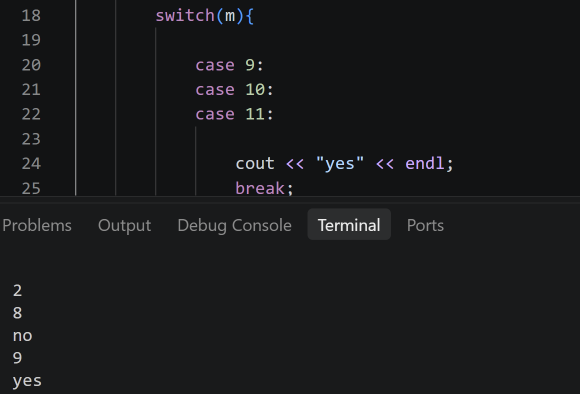 18 switch(m){
19
20 case 9:
21 case 10:
22 case 11:
23
24 cout << "yes" << endl;
25 break;
Problems Output Debug Console Terminal Ports
2
8
no
9
yes